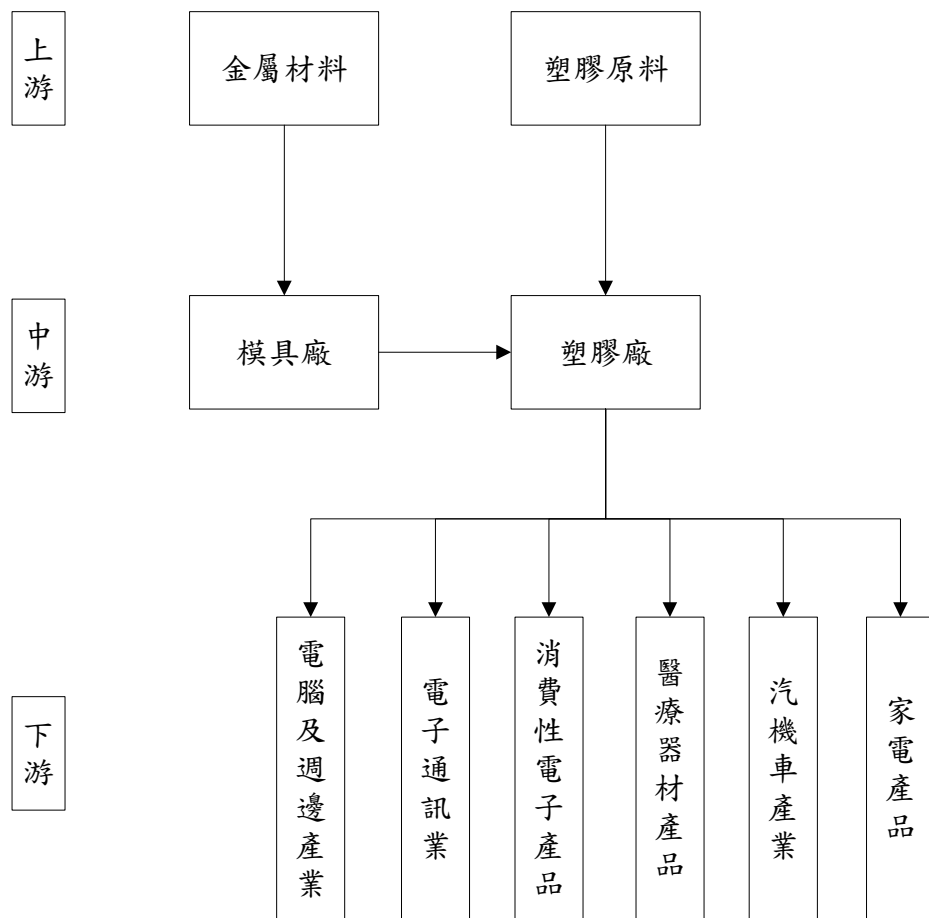 上游
金屬材料
塑膠原料
中游
模具廠
塑膠廠
下游
電腦及週邊產業
電子通訊業
消費性電子產品
醫療器材產品
汽機車產業
家電產品